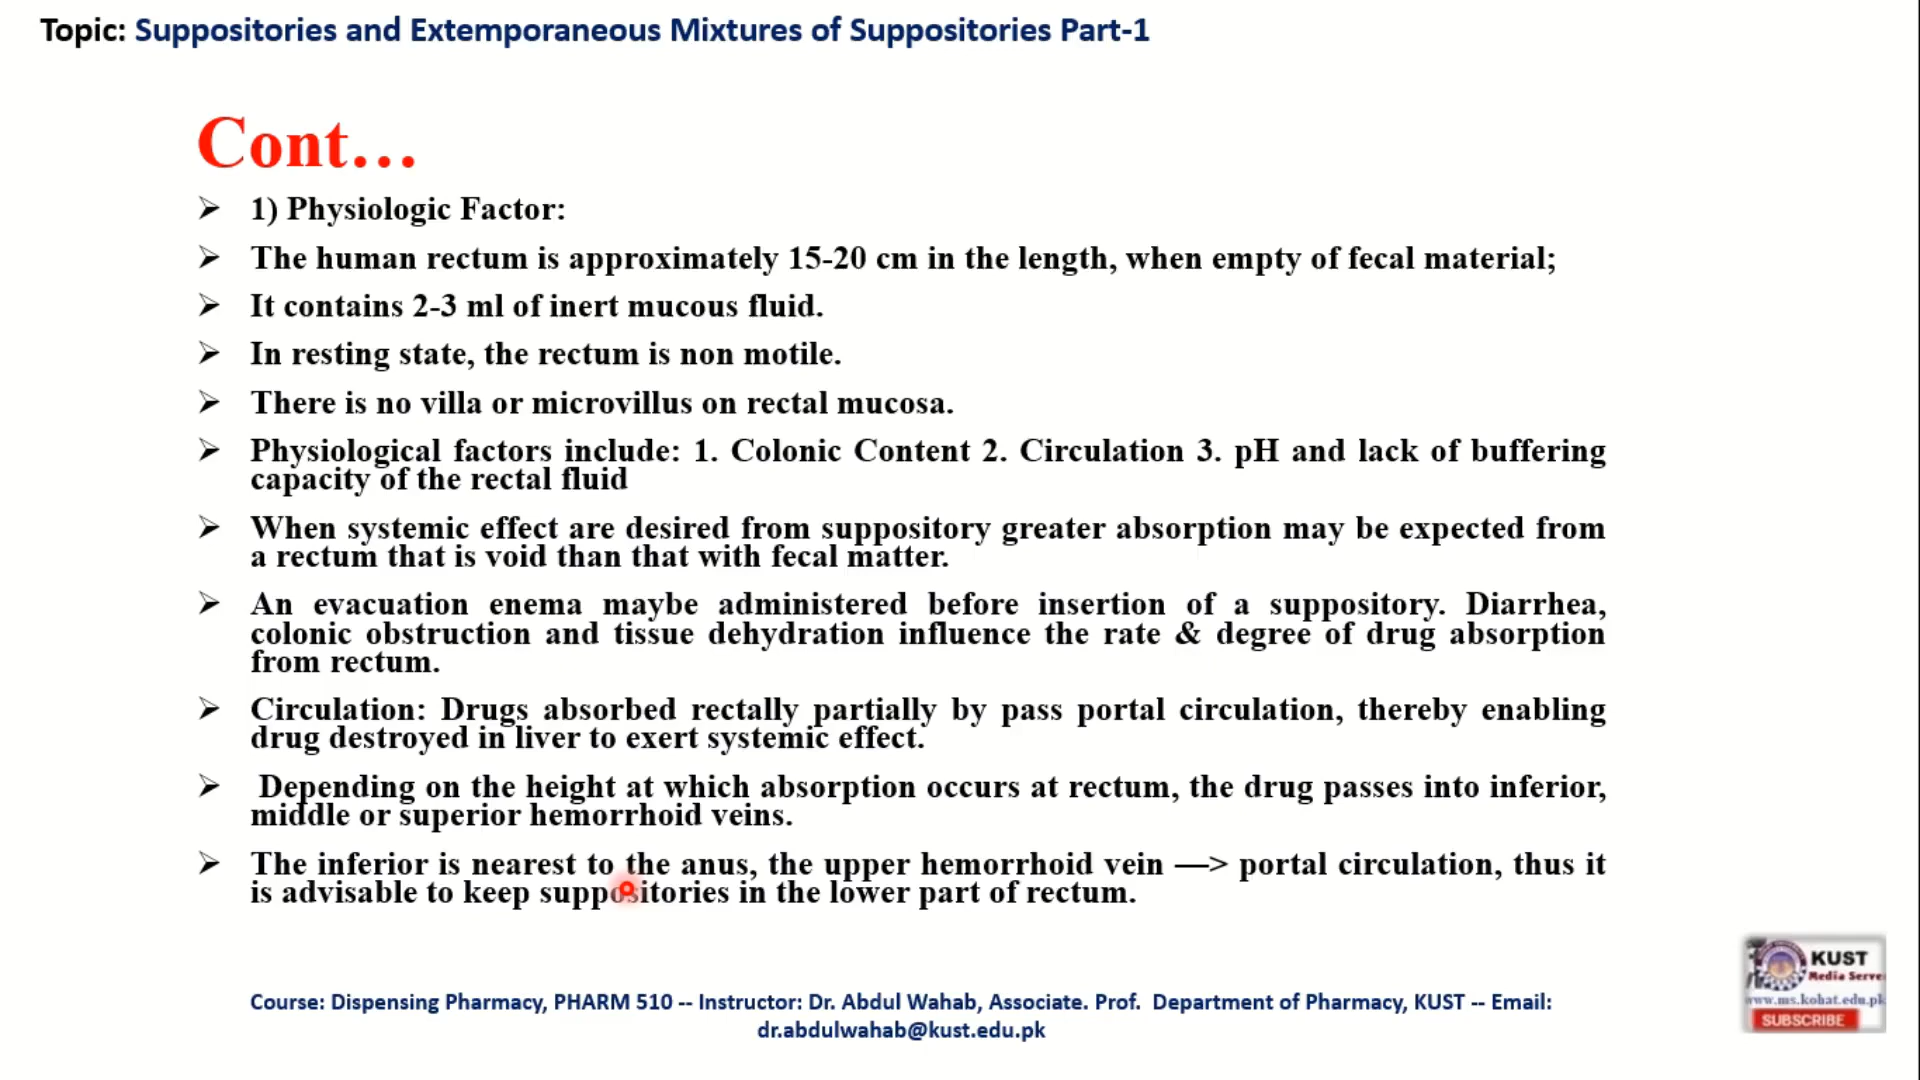 Topic: Suppositories and Extemporaneous Mixtures of Suppositories Part-1
Cont...
➢ 1) Physiologic Factor:
➢ The human rectum is approximately 15-20 cm in the length, when empty of fecal material;
➢ It contains 2-3 ml of inert mucous fluid.
➢ In resting state, the rectum is non motile.
➢ There is no villa or microvillus on rectal mucosa.
➢ Physiological factors include: 1. Colonic Content 2. Circulation 3. pH and lack of buffering
capacity of the rectal fluid
➢ When systemic effect are desired from suppository greater absorption may be expected from
a rectum that is void than that with fecal matter.
➢ An evacuation enema maybe administered before insertion of a suppository. Diarrhea,
colonic obstruction and tissue dehydration influence the rate & degree of drug absorption
from rectum.
➢ Circulation: Drugs absorbed rectally partially by pass portal circulation, thereby enabling
drug destroyed in liver to exert systemic effect.
➢ Depending on the height at which absorption occurs at rectum, the drug passes into inferior,
middle or superior hemorrhoid veins.
➢ The inferior is nearest to the anus, the upper hemorrhoid vein —> portal circulation, thus it
is advisable to keep suppositories in the lower part of rectum.
KUST
Media Serve
www.ms.kohat.edu.pk
SUBSCRIBE
Course: Dispensing Pharmacy, PHARM 510 -- Instructor: Dr. Abdul Wahab, Associate. Prof. Department of Pharmacy, KUST -- Email:
dr.abdulwahab@kust.edu.pk